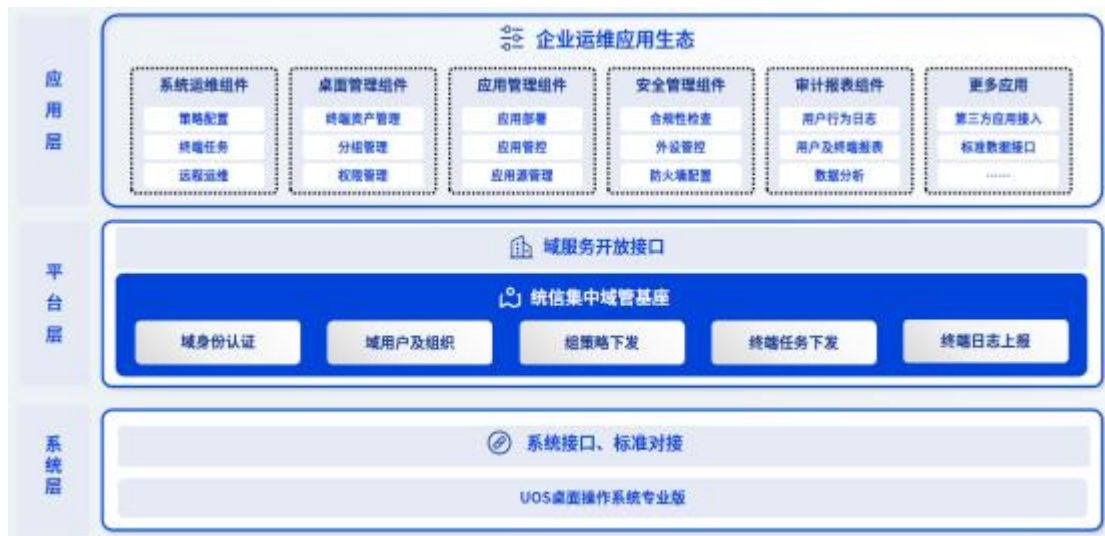 应用层
企业运维应用生态
系统运维组件
策略配置
终端任务
远程运维
桌面管理组件
终端资产管理
分组管理
权限管理
应用管理组件
应用部署
应用管控
应用源管理
安全管理组件
合规性检查
外设管控
防火墙配置
审计报表组件
用户行为日志
用户及终端报表
数据分析
更多应用
第三方应用接入
标准数据接口
……
平台层
域服务开放接口
统信集中域管基座
域身份认证
域用户及组织
组策略下发
终端任务下发
终端日志上报
系统层
系统接口、标准对接
UOS桌面操作系统专业版